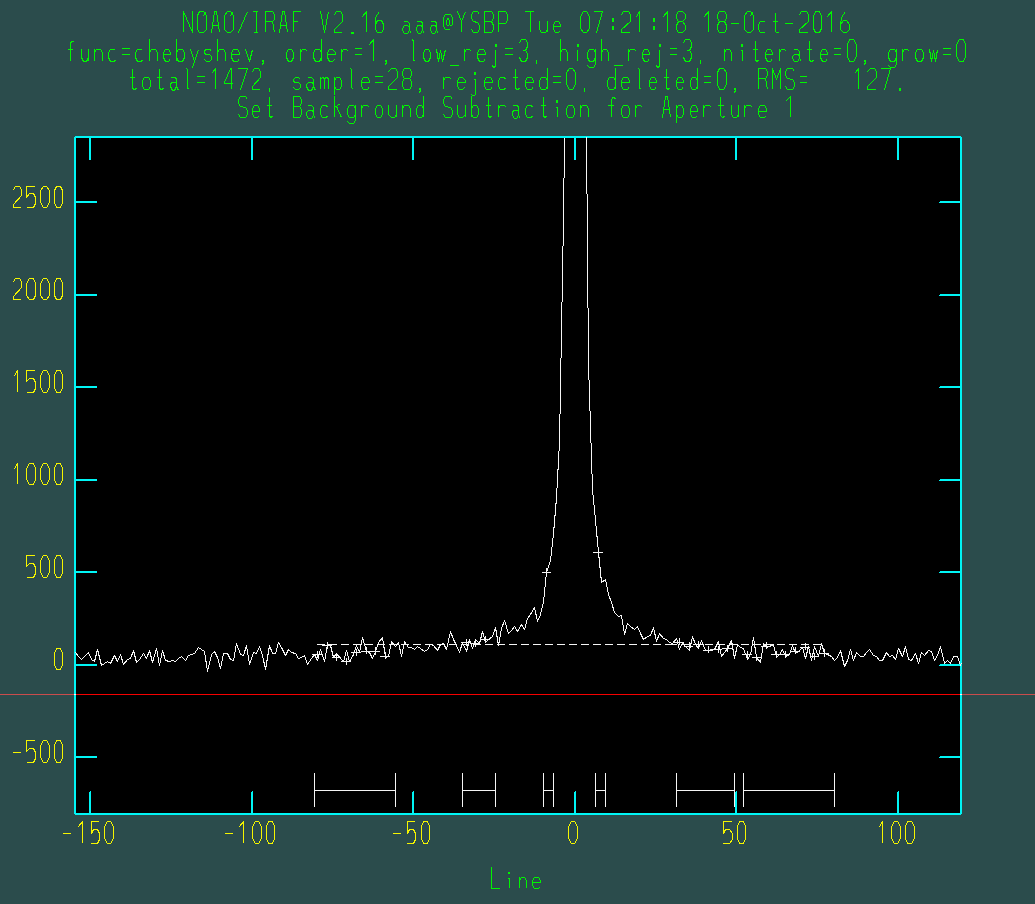 NOAO/IRAF V2.16 aaa@YSBP Tue 07:21:18 18-Oct-2016
func=chebyshev, order=1, low_rej=3, high_rej=3, niterate=0, grow=0
total=1472, sample=28, rejected=0, deleted=0, RMS= 127.
Set Background Subtraction for Aperture 1
2500
2000
1500
1000
500
0
-500
-150 -100 -50 0 50 100
Line